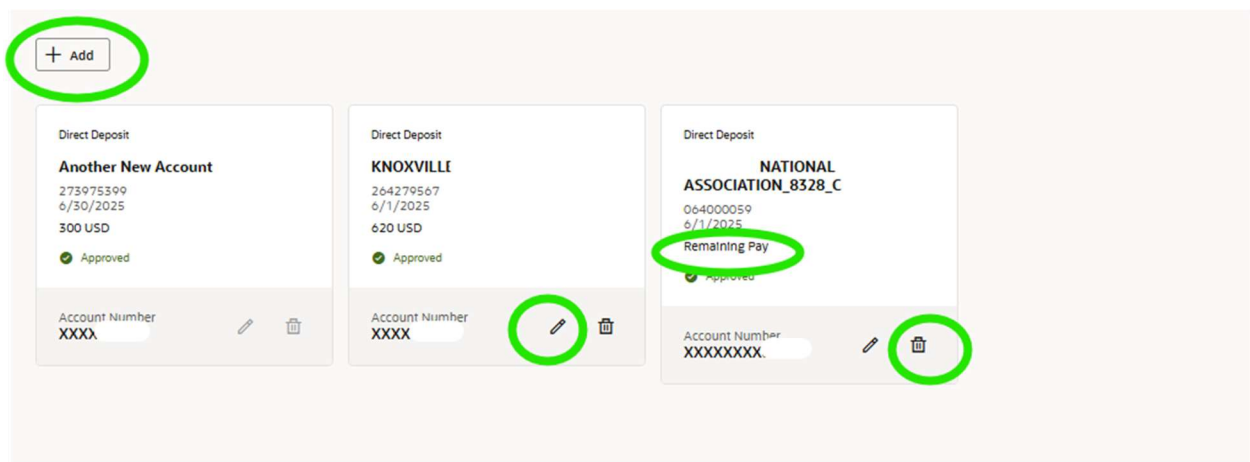 + Add
Direct Deposit
Another New Account
273975399
6/30/2025
300 USD
Approved
Account Number
XXXX
Direct Deposit
KNOXVILLE
264279567
6/1/2025
620 USD
Approved
Account Number
XXXX
Direct Deposit
NATIONAL
ASSOCIATION_8328_C
064000059
6/1/2025
Remaining Pay
Approved
Account Number
XXXXXXXX